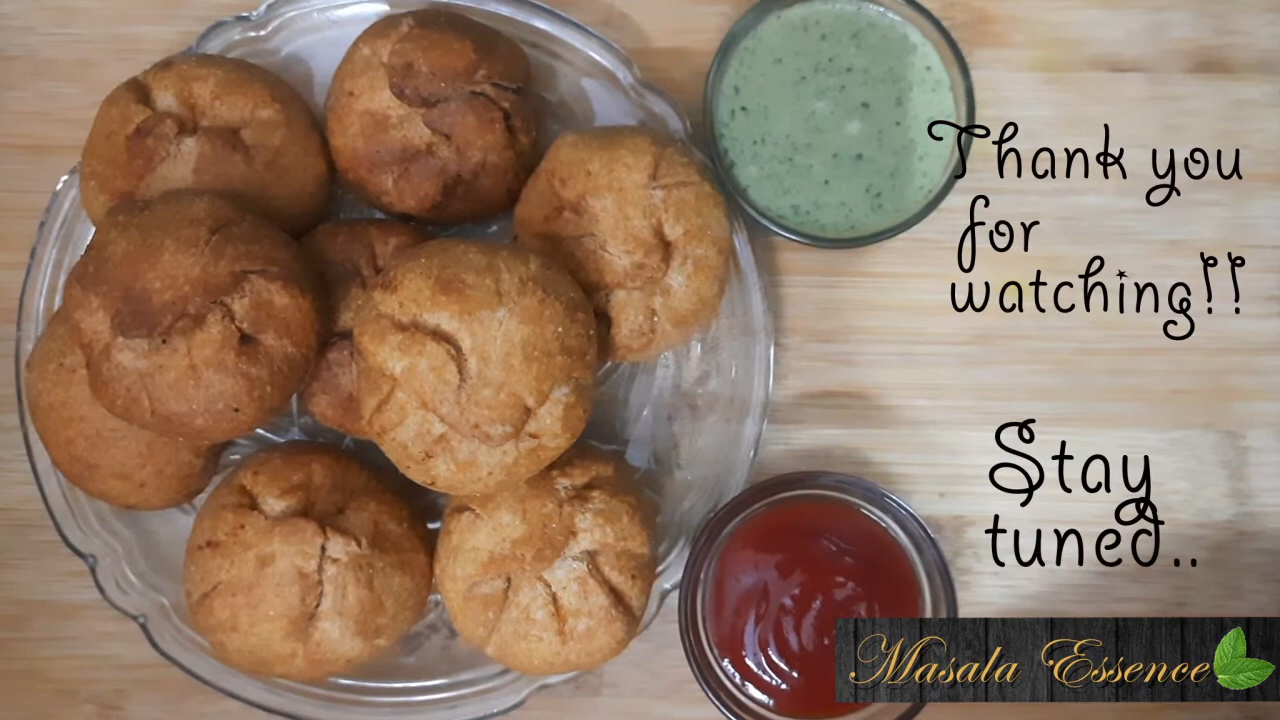 Thank you
for
watching!!
Stay
tuned..
Masala Essence